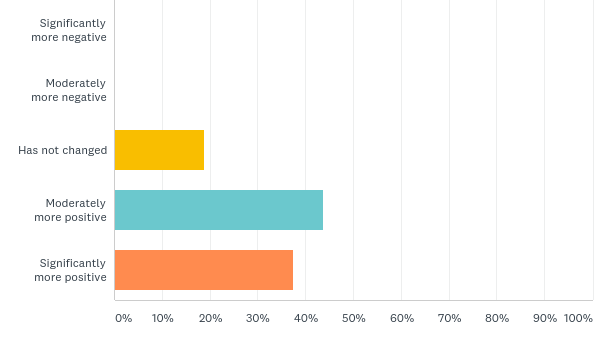 Significantly
more negative
Moderately
more negative
Has not changed
Moderately
more positive
Significantly
more positive
0% 10% 20% 30% 40% 50% 60% 70% 80% 90% 100%